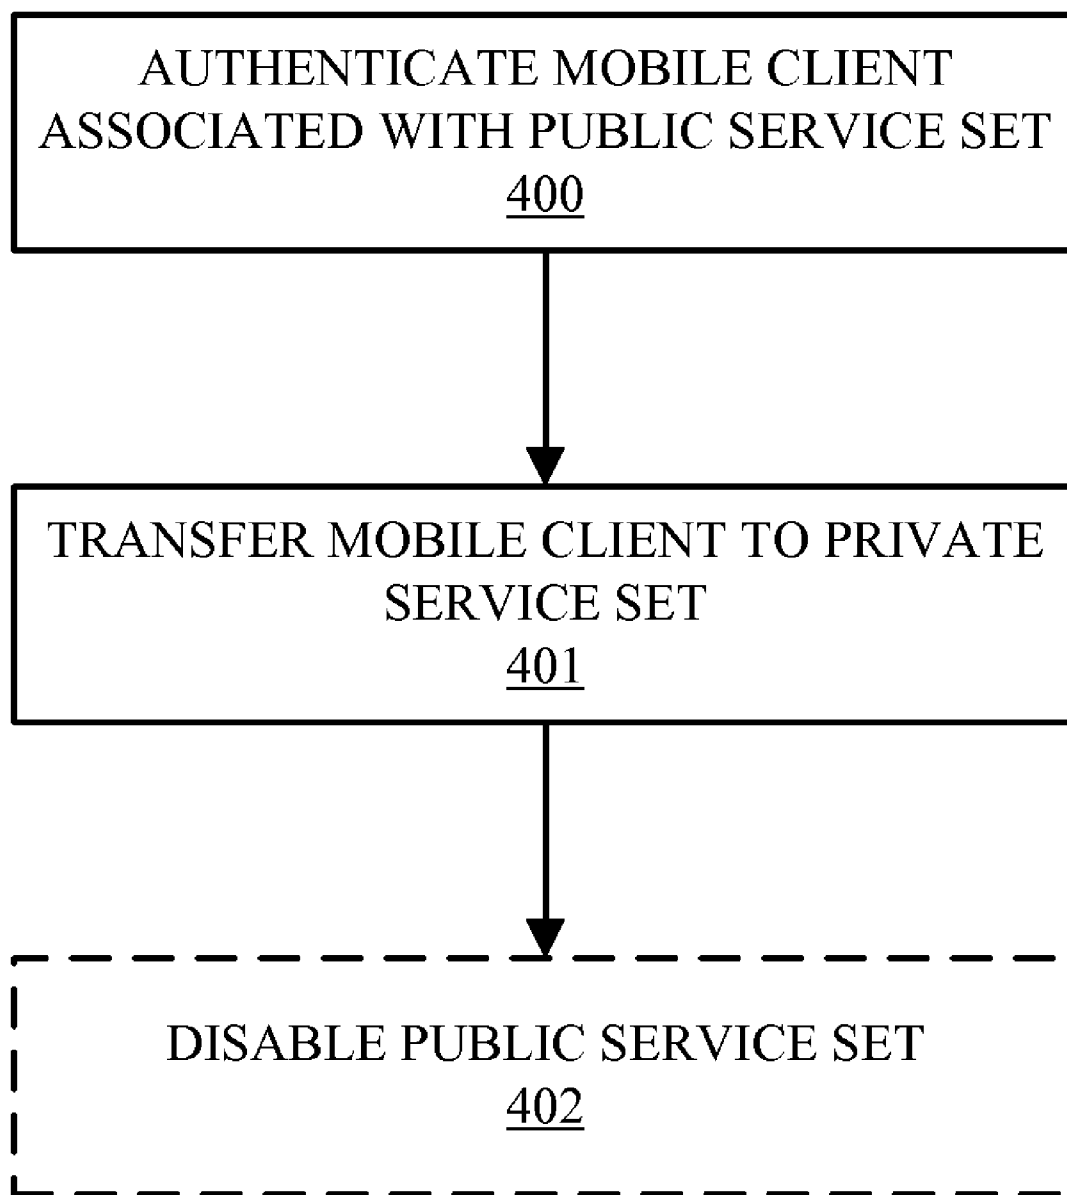 AUTHENTICATE MOBILE CLIENT
ASSOCIATED WITH PUBLIC SERVICE SET
400
TRANSFER MOBILE CLIENT TO PRIVATE
SERVICE SET
401
DISABLE PUBLIC SERVICE SET
402